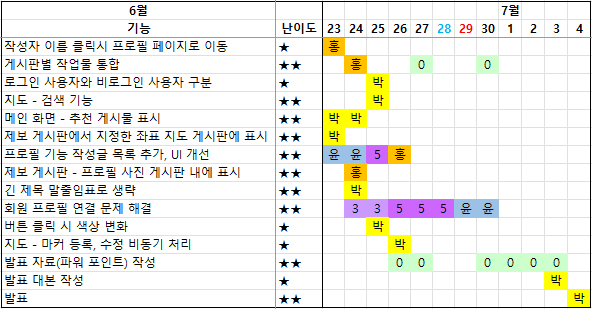 6월 7월
기능 난이도 23 24 25 26 27 28 29 30 1 2 3 4
작성자 이름 클릭시 프로필 페이지로 이동 ★ 홍
게시판별 작업물 통합 ★★ 홍 0 0
로그인 사용자와 비로그인 사용자 구분 ★ 박
지도 - 검색 기능 ★★ 박
메인 화면 - 추천 게시물 표시 ★★ 박 박
제보 게시판에서 지정한 좌표 지도 게시판에 표시 ★★ 박
프로필 기능 작성글 목록 추가, UI 개선 ★★ 윤 윤 5 홍
제보 게시판 - 프로필 사진 게시판 내에 표시 ★★ 홍
긴 제목 말줄임표로 생략 ★★ 박
회원 프로필 연결 문제 해결 ★★ 3 3 5 5 5 윤 윤
버튼 클릭 시 색상 변화 ★ 박
지도 - 마커 등록, 수정 비동기 처리 ★ 박
발표 자료(파워 포인트) 작성 ★★ 0 0 0 0 0 0
발표 대본 작성 ★ 박
발표 ★★ 박